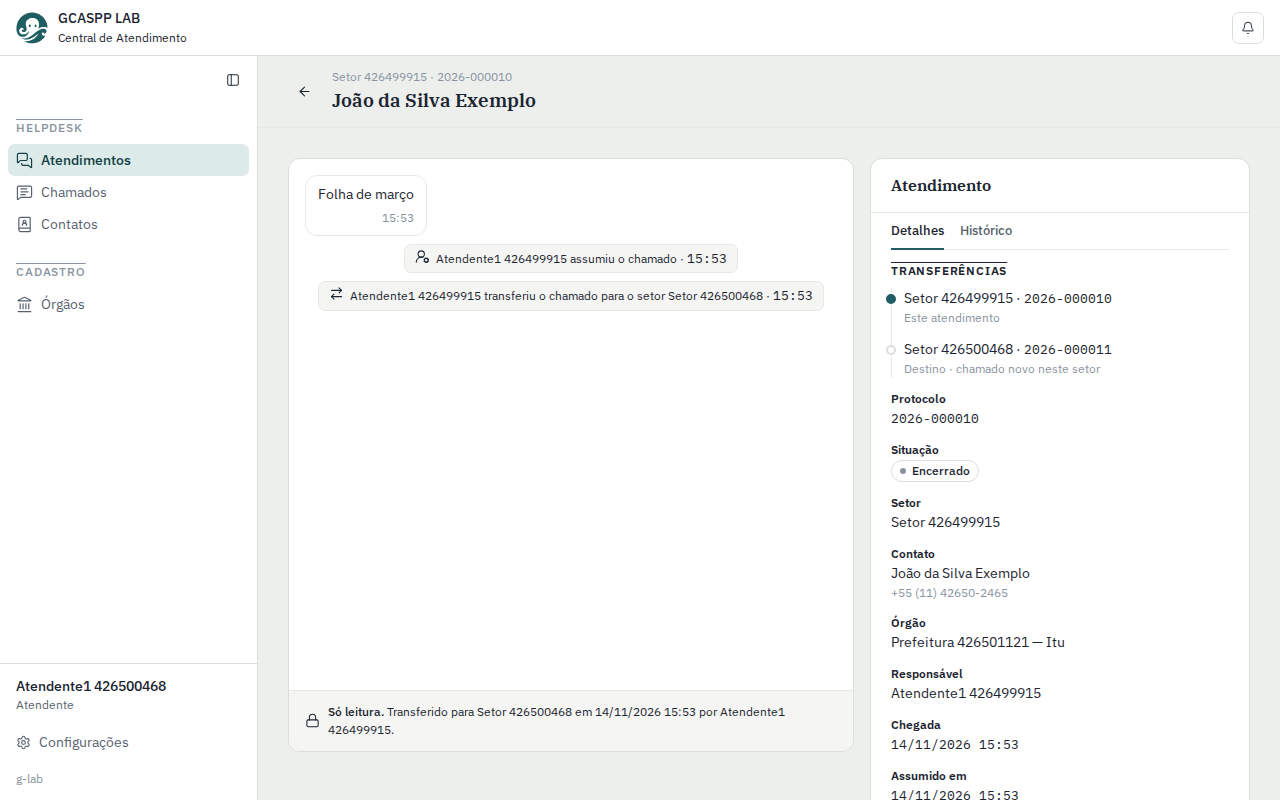 GCASPP LAB
Central de Atendimento
HELPDESK
Atendimentos
Chamados
Contatos
CADASTRO
Órgãos
Atendente1 426500468
Atendente
Configurações
g-lab
Setor 426499915 · 2026-000010
João da Silva Exemplo
Folha de março
15:53
Atendente1 426499915 assumiu o chamado · 15:53
Atendente1 426499915 transferiu o chamado para o setor Setor 426500468 · 15:53
Só leitura. Transferido para Setor 426500468 em 14/11/2026 15:53 por Atendente1
426499915.
Atendimento
Detalhes Histórico
TRANSFERÊNCIAS
Setor 426499915 · 2026-000010
Este atendimento
Setor 426500468 · 2026-000011
Destino · chamado novo neste setor
Protocolo
2026-000010
Situação
Encerrado
Setor
Setor 426499915
Contato
João da Silva Exemplo
+55 (11) 42650-2465
Órgão
Prefeitura 426501121 — Itu
Responsável
Atendente1 426499915
Chegada
14/11/2026 15:53
Assumido em
14/11/2026 15:53